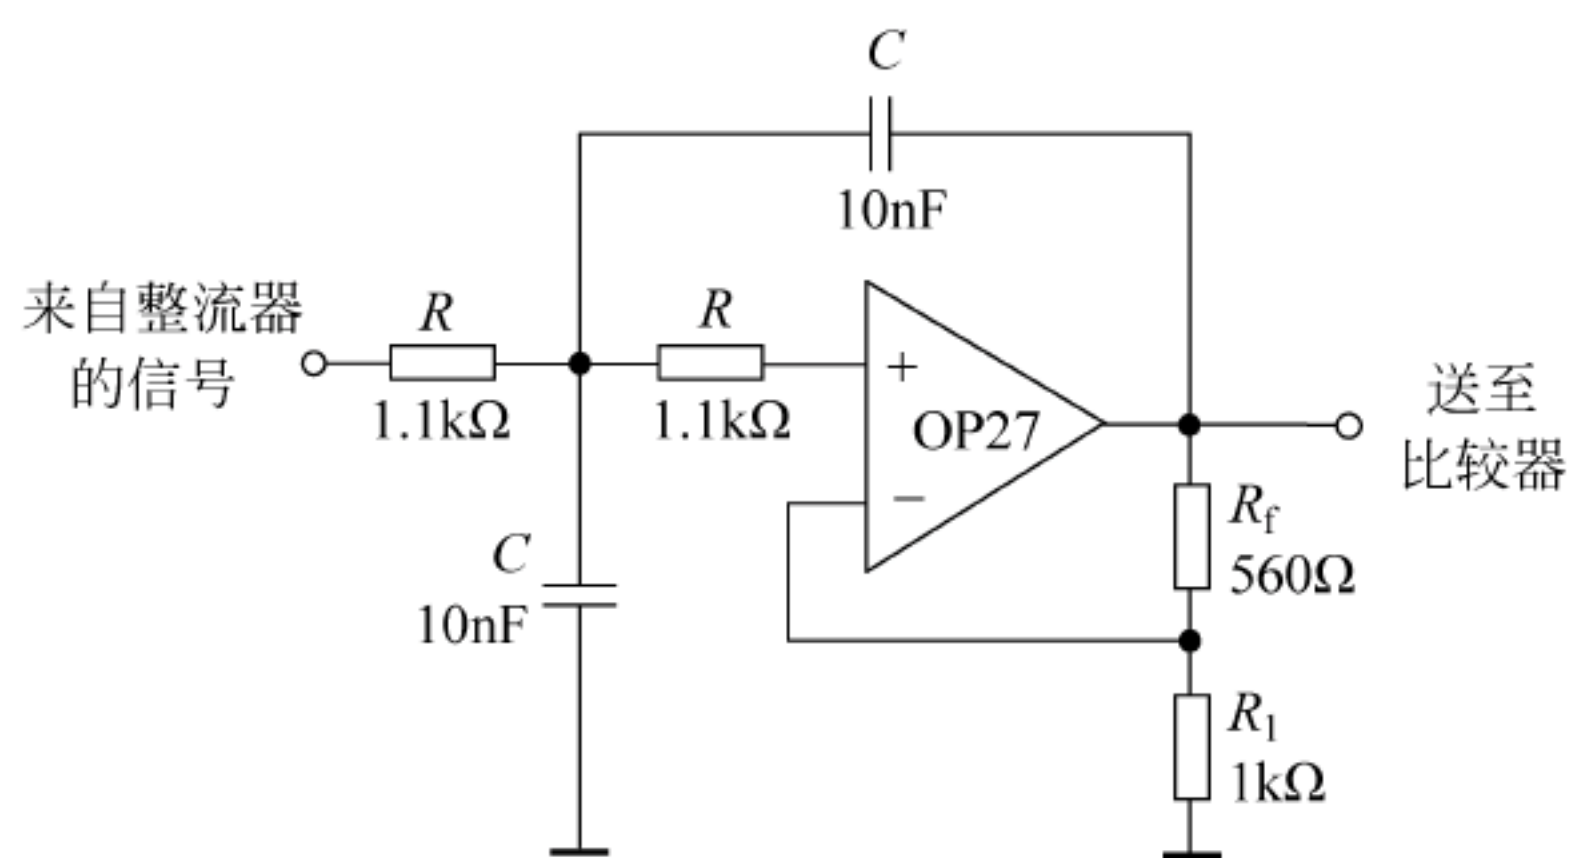 C
10nF
来自整流器
的信号
R
1.1kΩ
R
1.1kΩ
+
OP27
−
送至
比较器
C
10nF
Rf
560Ω
R1
1kΩ